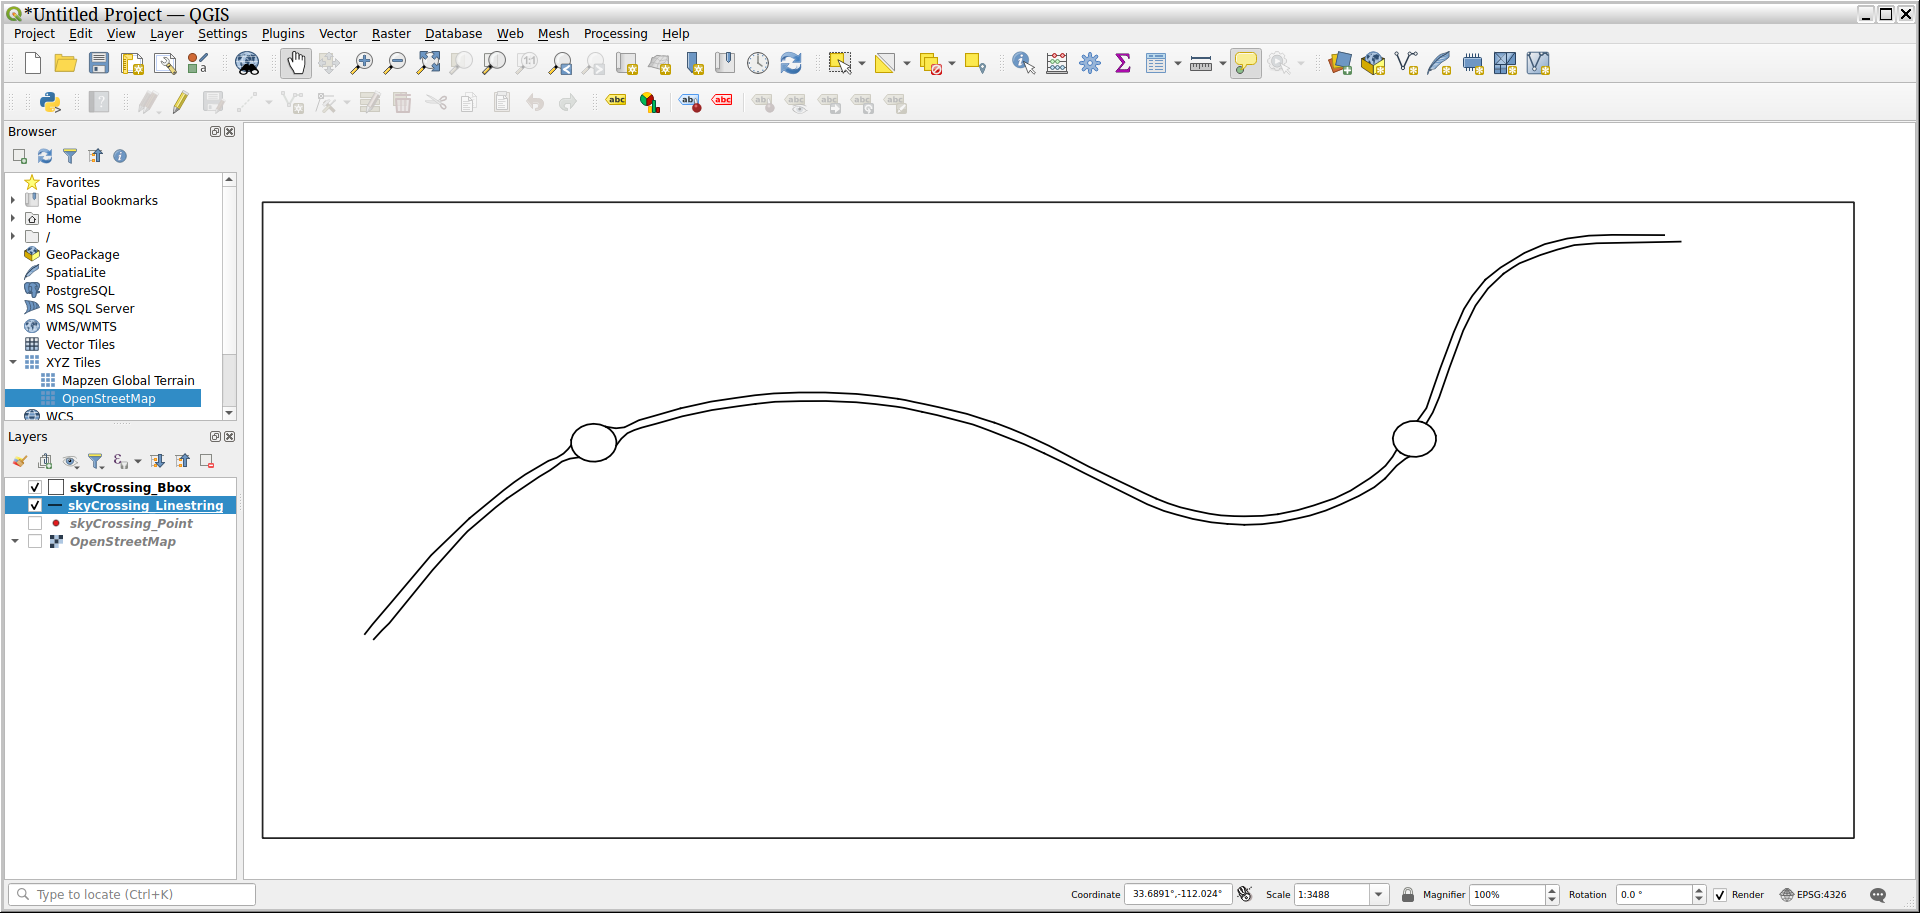 *Untitled Project — QGIS
Project Edit View Layer Settings Plugins Vector Raster Database Web Mesh Processing Help
abc abc abc
Browser
Favorites
Spatial Bookmarks
Home
/
GeoPackage
SpatiaLite
PostgreSQL
MS SQL Server
WMS/WMTS
Vector Tiles
XYZ Tiles
Mapzen Global Terrain
OpenStreetMap
WCS
Layers
skyCrossing_Bbox
skyCrossing_Linestring
skyCrossing_Point
OpenStreetMap
Type to locate (Ctrl+K) Coordinate 33.6891°,-112.024° Scale 1:3488 Magnifier 100% Rotation 0.0 ° Render EPSG:4326